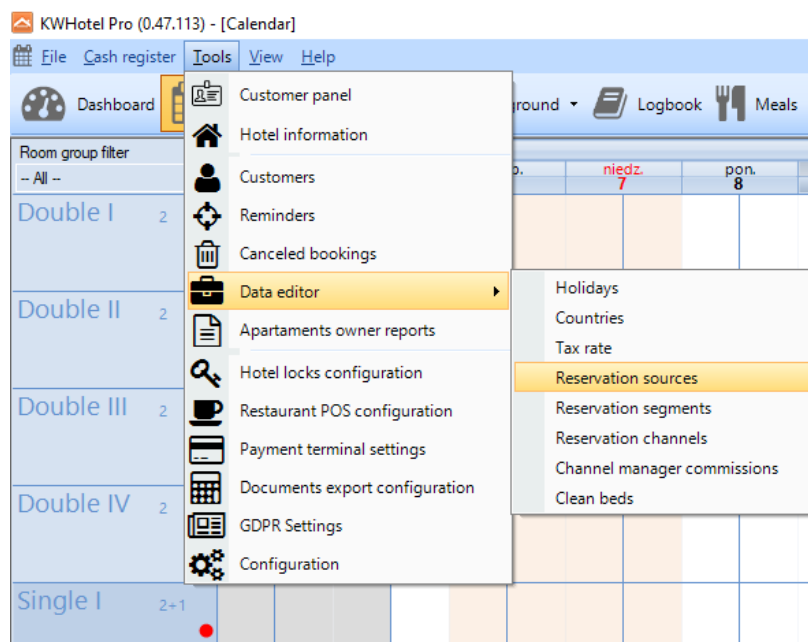 KWHotel Pro (0.47.113) - [Calendar]
File Cash register Tools View Help
Dashboard
Logbook
Meals
Room group filter
-- All --
niedz.
7
pon.
8
Double I 2
Double II 2
Double III 2
Double IV 2
Single I 2+1
Customer panel
Hotel information
Customers
Reminders
Canceled bookings
Data editor
Apartaments owner reports
Hotel locks configuration
Restaurant POS configuration
Payment terminal settings
Documents export configuration
GDPR Settings
Configuration
Holidays
Countries
Tax rate
Reservation sources
Reservation segments
Reservation channels
Channel manager commissions
Clean beds